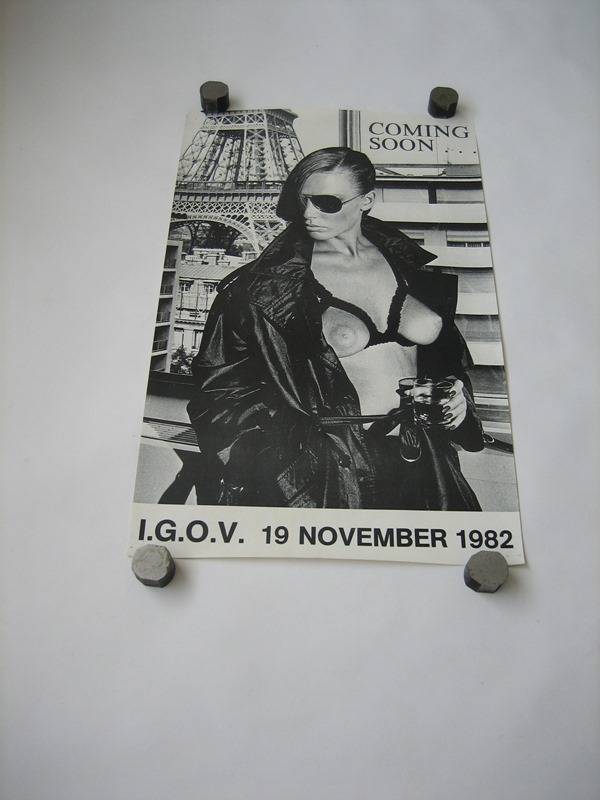 COMING
SOON
I.G.O.V. 19 NOVEMBER 1982